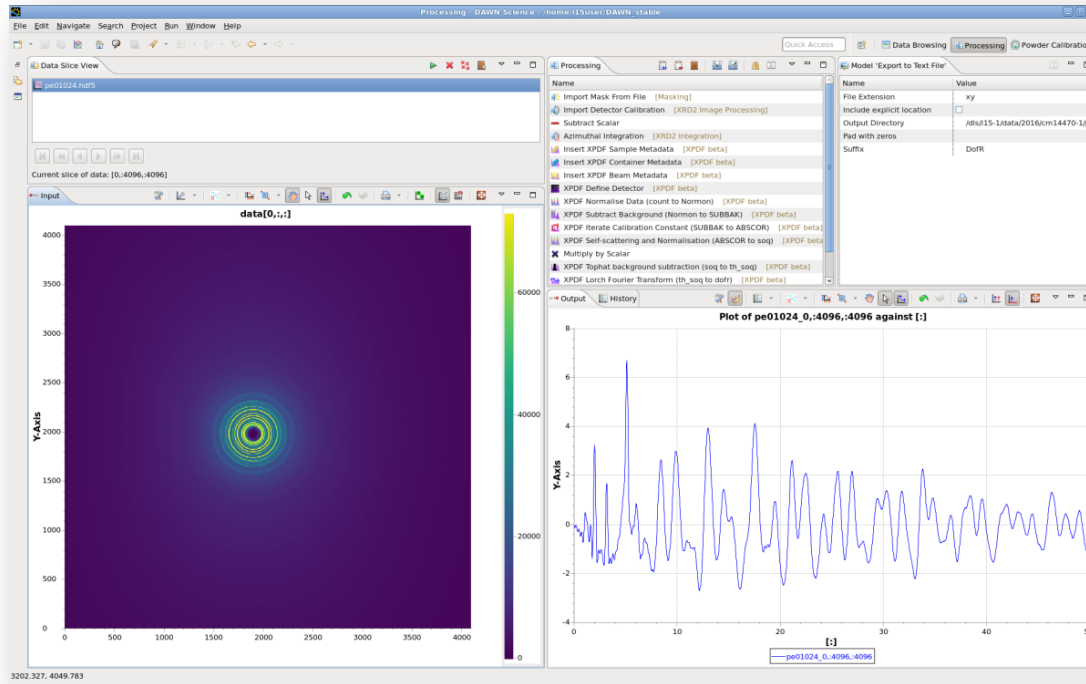 Processing - DAWN Science - /home/i15user/DAWN_stable
File Edit Navigate Search Project Run Window Help
Quick Access Data Browsing Processing Powder Calibratio
Data Slice View
pe01024.hdf5
Current slice of data: [0,:4096,:4096]
Input
data[0,:,:]
Y-Axis
4000
3500
3000
2500
2000
1500
1000
500
0
0 500 1000 1500 2000 2500 3000 3500 4000
60000
40000
20000
0
3202.327, 4049.783
Processing
Name
Import Mask From File [Masking]
Import Detector Calibration [XRD2 Image Processing]
Subtract Scalar
Azimuthal Integration [XRD2 Integration]
Insert XPDF Sample Metadata [XPDF beta]
Insert XPDF Container Metadata [XPDF beta]
Insert XPDF Beam Metadata [XPDF beta]
XPDF Define Detector [XPDF beta]
XPDF Normalise Data (count to Normon) [XPDF beta]
XPDF Subtract Background (Normon to SUBBAK) [XPDF beta]
XPDF Iterate Calibration Constant (SUBBAK to ABSCOR) [XPDF beta]
XPDF Self-scattering and Normalisation (ABSCOR to soq) [XPDF beta
Multiply by Scalar
XPDF Tophat background subtraction (soq to th_soq) [XPDF beta]
XPDF Lorch Fourier Transform (th_soq to dofr) [XPDF beta]
Model 'Export to Text File'
Name Value
File Extension xy
Include explicit location
Output Directory /dls/i15-1/data/2016/cm14470-1/
Pad with zeros
Suffix DofR
Output History
Plot of pe01024_0,:4096,:4096 against [:]
Y-Axis
8
6
4
2
0
-2
-4
0 10 20 30 40
[:]
pe01024_0,:4096,:4096